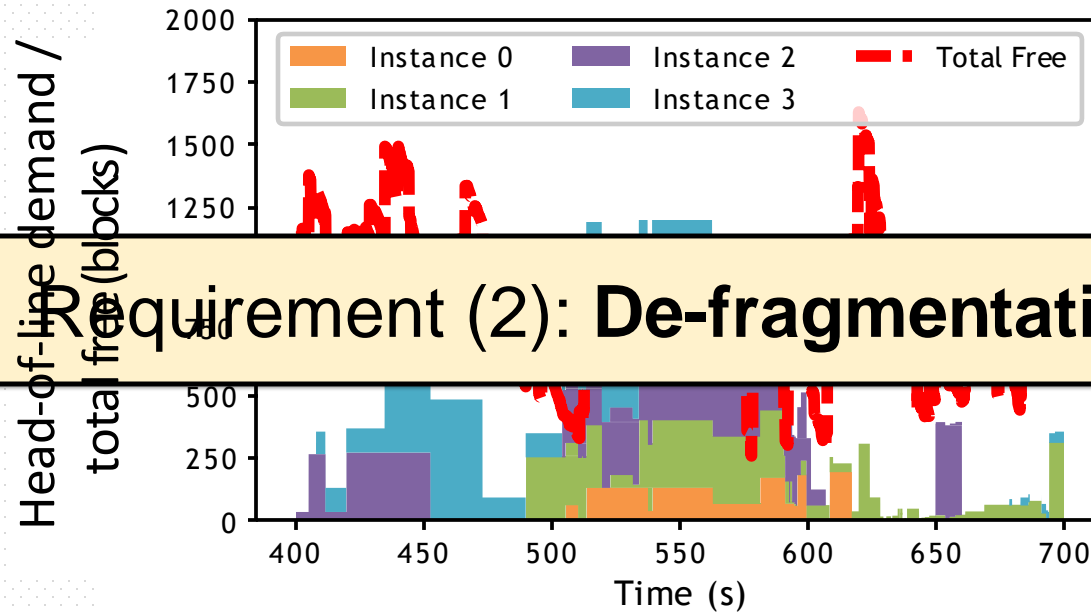 Head-of-line demand /
total free (blocks)
2000
1750
1500
1250
750
500
250
0
Instance 0
Instance 1
Instance 2
Instance 3
Total Free
Requirement (2): De-fragmentati
400 450 500 550 600 650 700
Time (s)